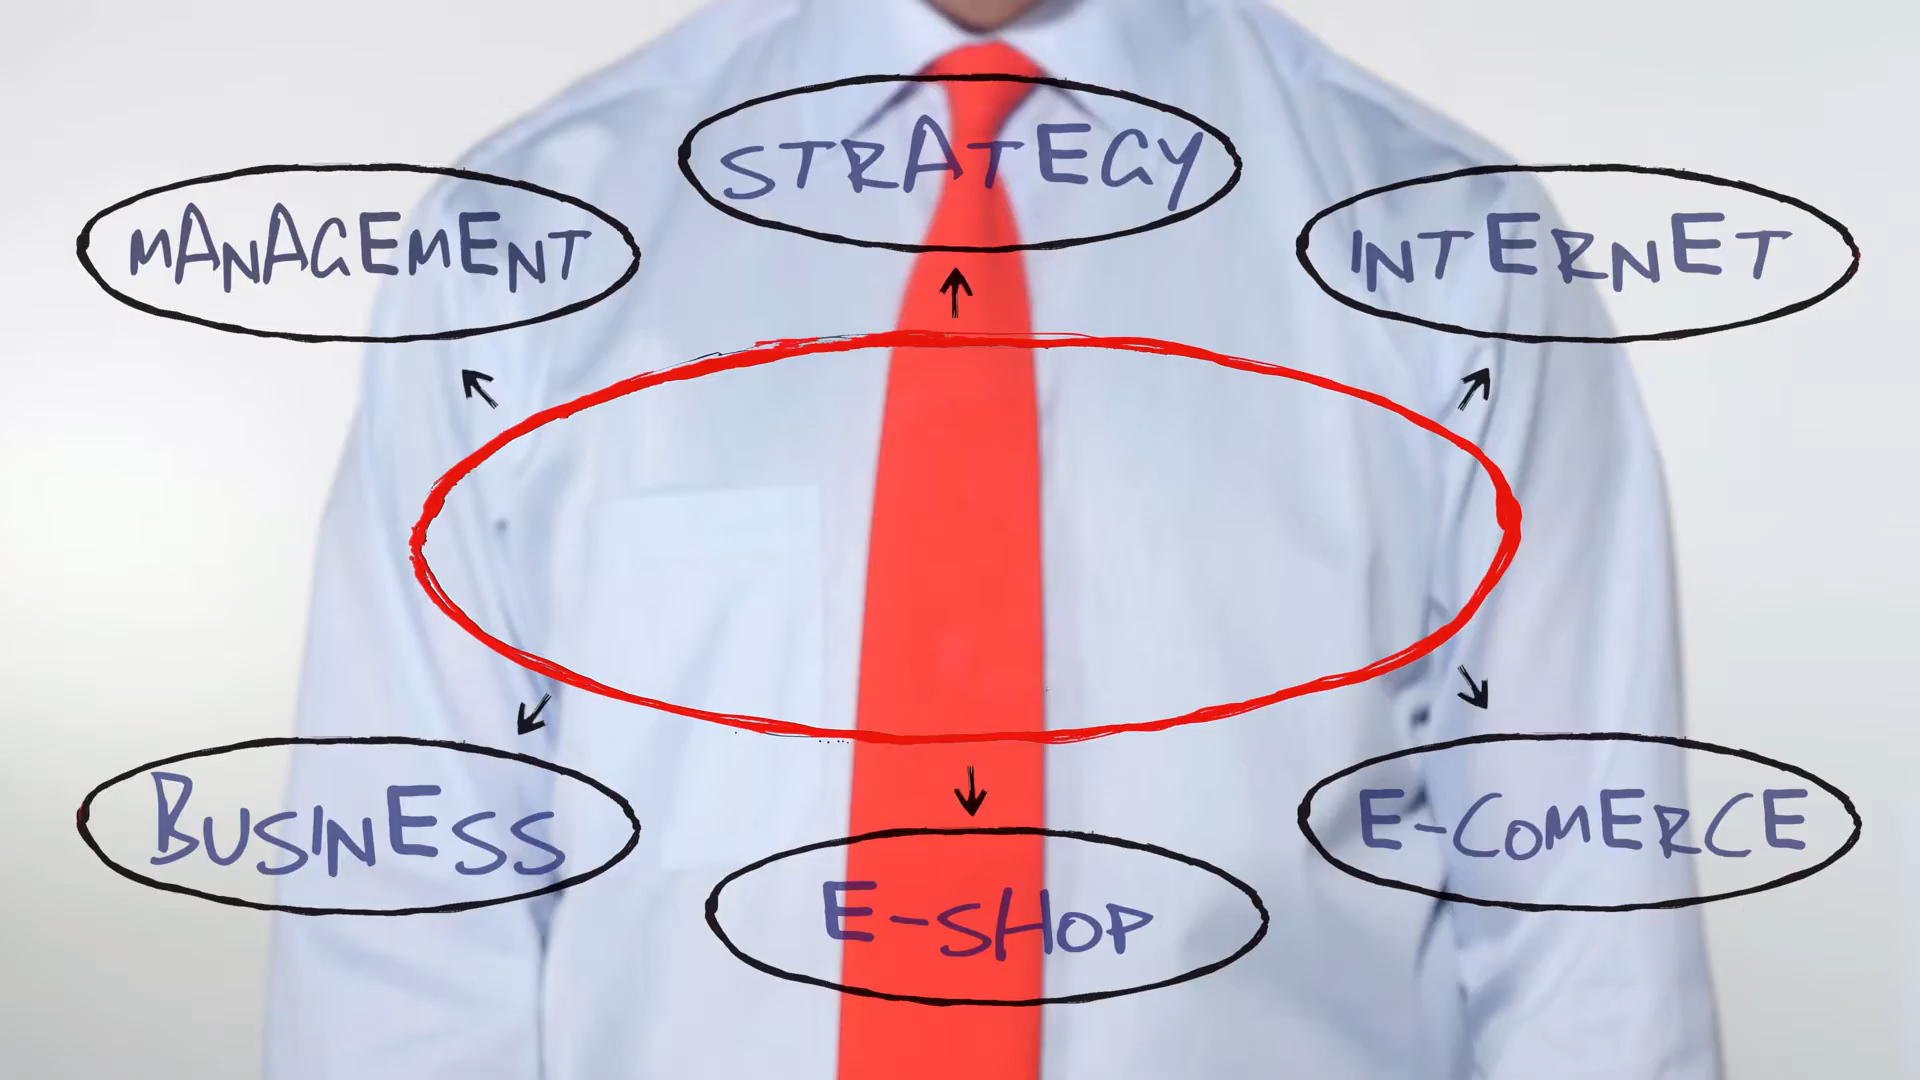 STRATEGY
MANAGEMENT
INTERNET
BUSINESS
E-COMERCE
E-SHOP